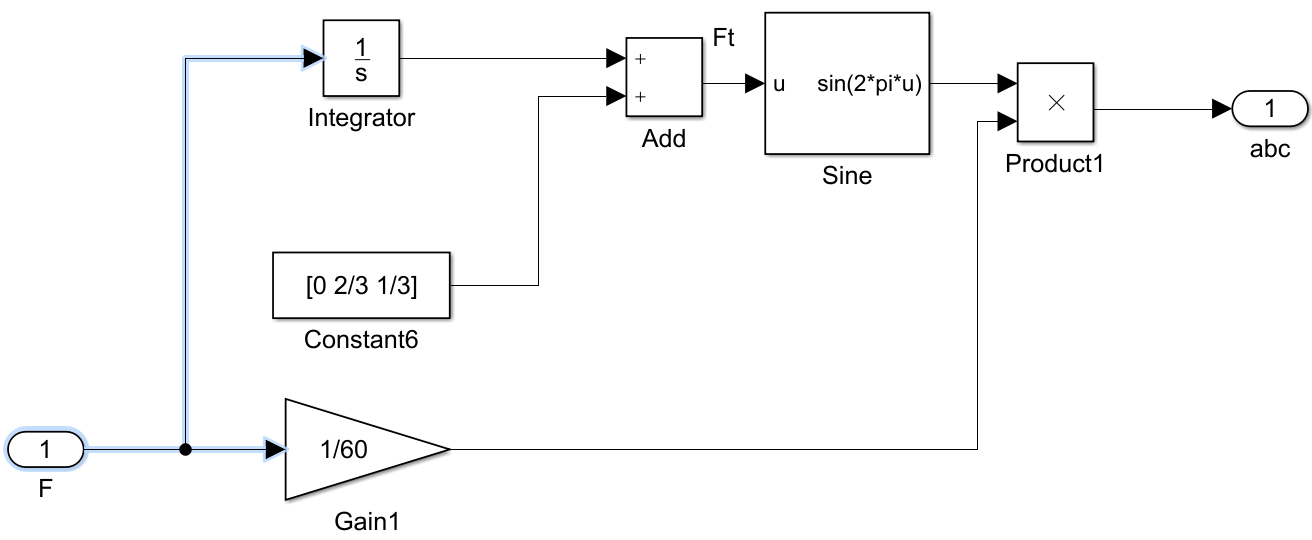 1
s
Integrator
+
+
Add
Ft
u
sin(2*pi*u)
Sine
×
Product1
1
abc
[0 2/3 1/3]
Constant6
1
F
1/60
Gain1